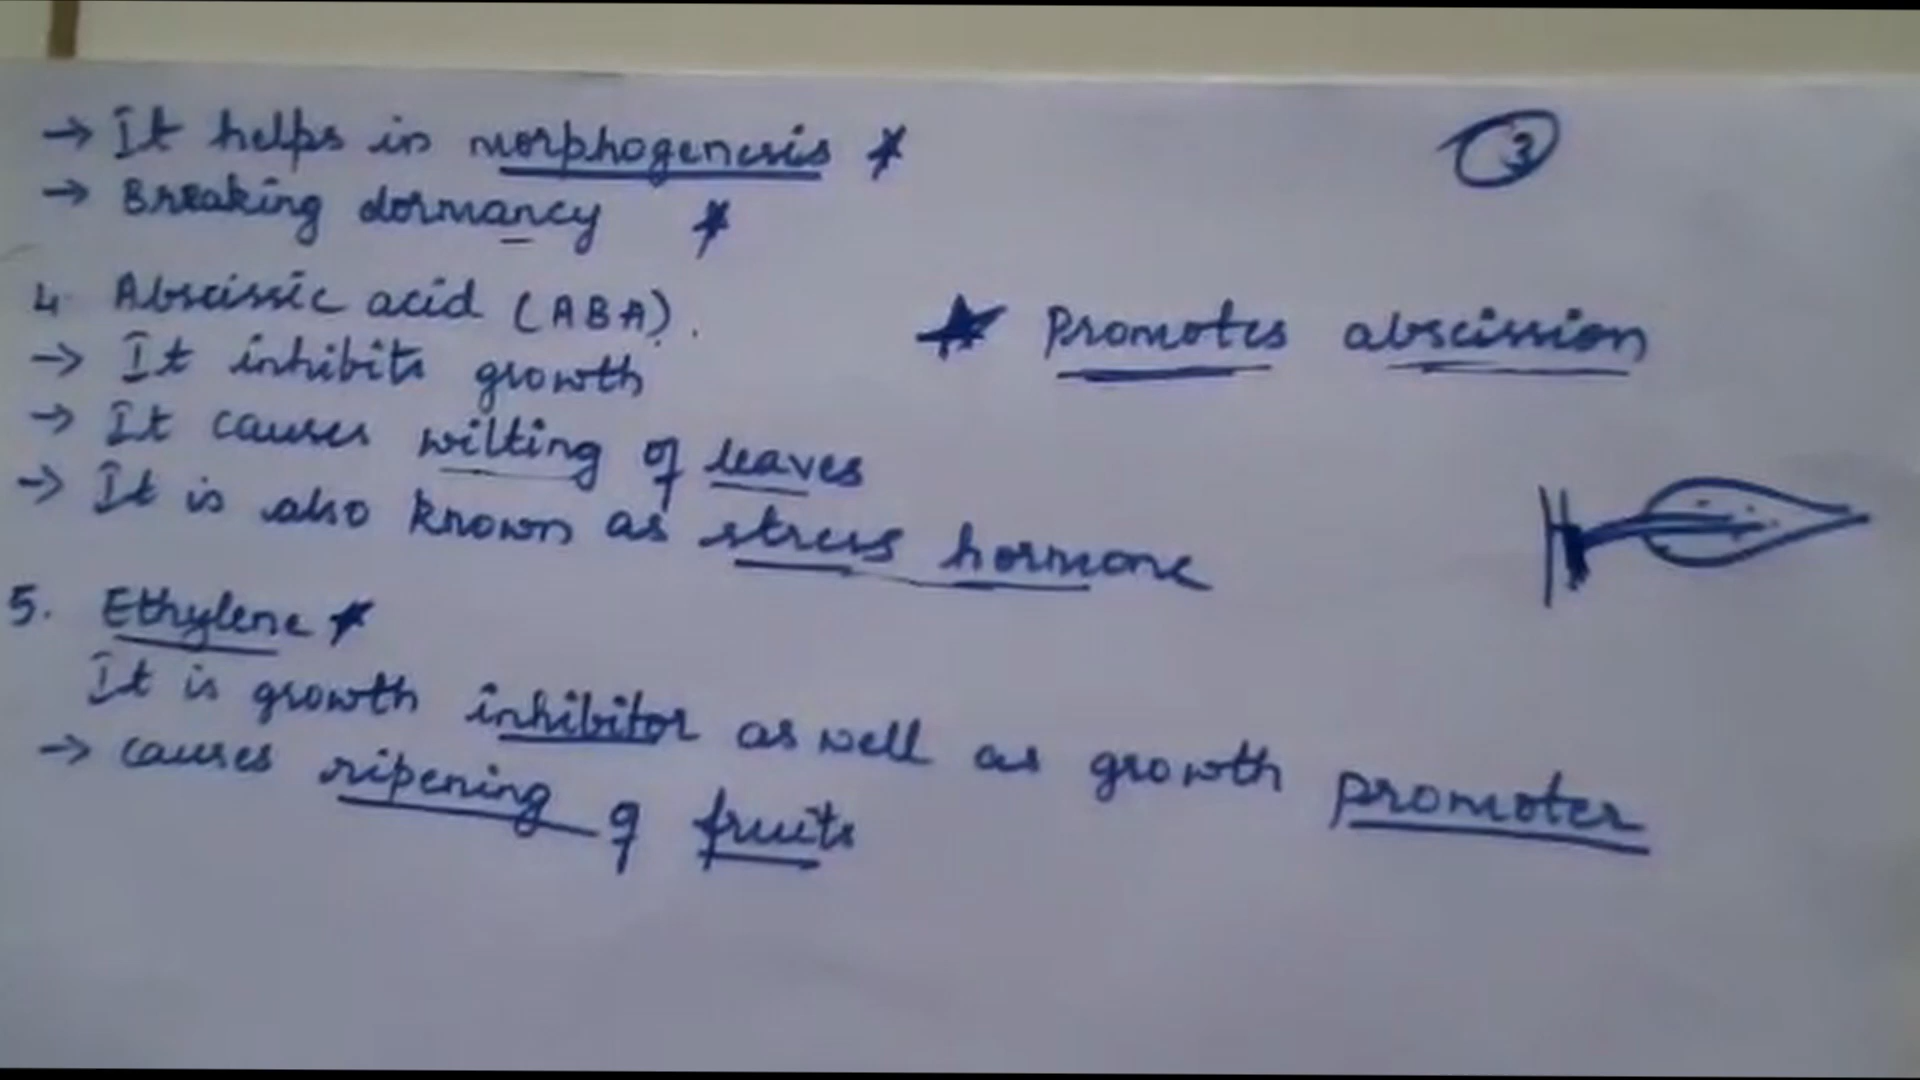 → It helps in morphogenesis ★
3
→ Breaking dormancy ★
4. Abscissic acid (ABA).
★ Promotes abscission
→ It inhibits growth
→ It causes wilting of leaves
→ It is also known as stress hormone
5. Ethylene ★
It is growth inhibitor as well as growth promoter
→ causes ripening of fruits